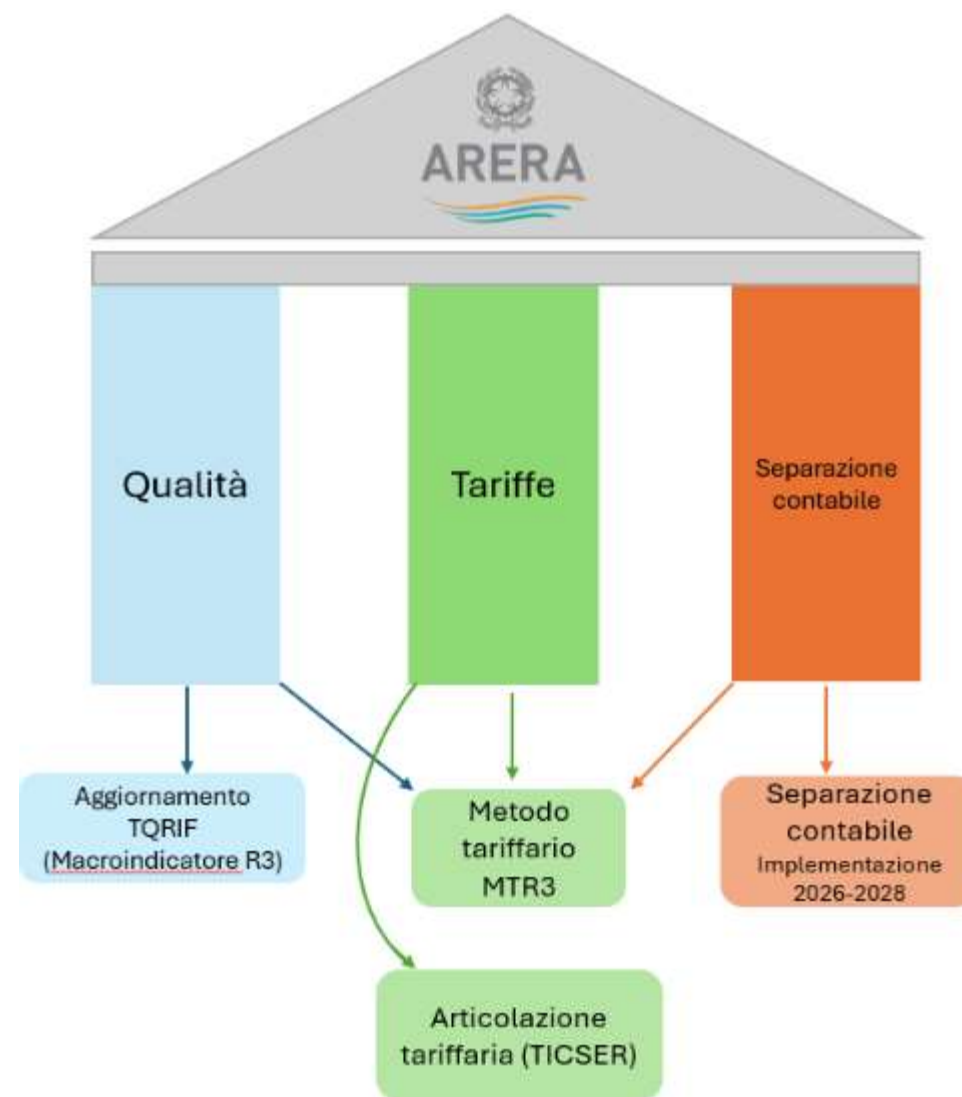 ARERA
Qualità
Tariffe
Separazione
contabile
Aggiornamento
TQRIF
(Macroindicatore R3)
Metodo
tariffario
MTR3
Separazione
contabile
Implementazione
2026-2028
Articolazione
tariffaria (TICSER)